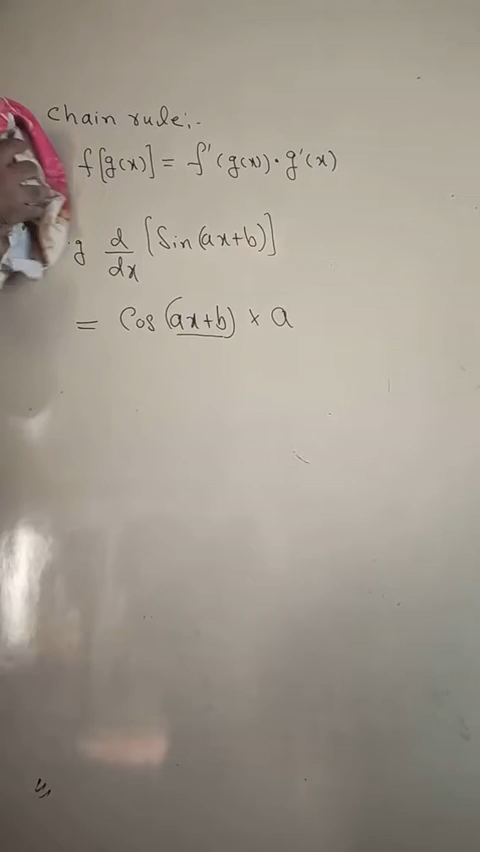 Chain rule:-
f[g(x)] = f'(g(x)) · g'(x)
g d/dx [Sin(ax+b)]
= Cos(ax+b) × a